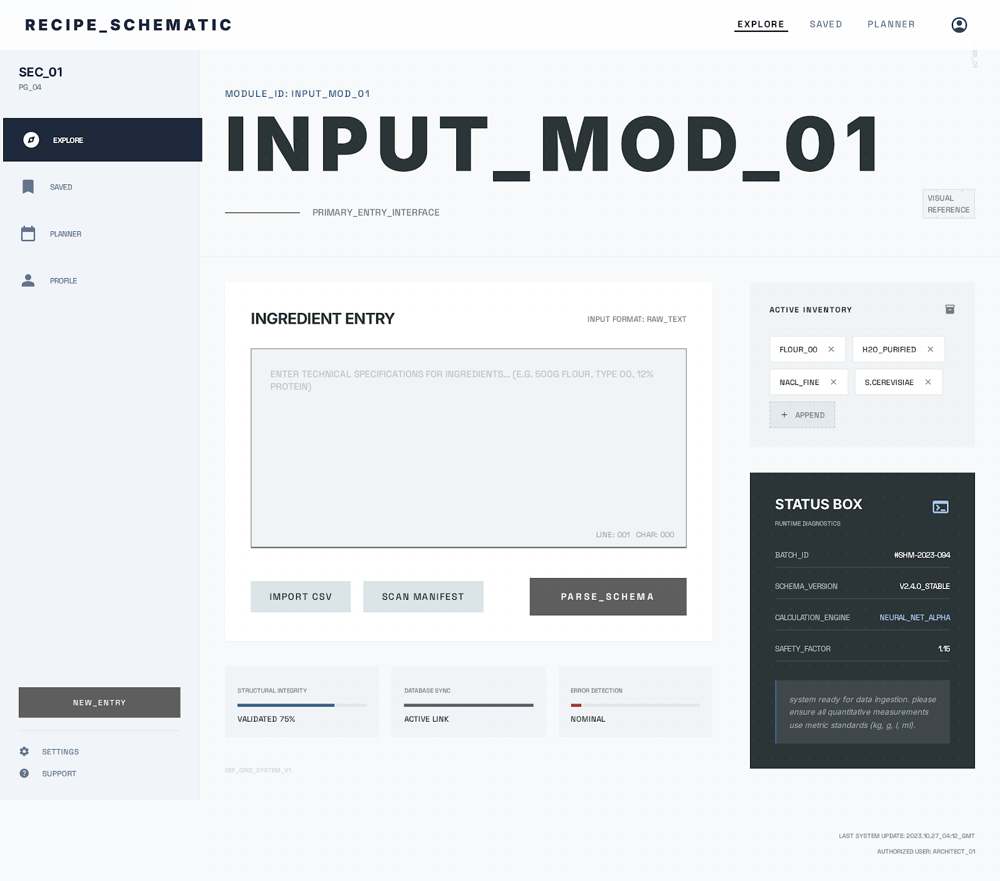 RECIPE_SCHEMATIC
EXPLORE
SAVED
PLANNER
ER_01
SEC_01
PG_04
EXPLORE
SAVED
PLANNER
PROFILE
NEW_ENTRY
SETTINGS
SUPPORT
MODULE_ID: INPUT_MOD_01
INPUT_MOD_01
PRIMARY_ENTRY_INTERFACE
VISUAL
REFERENCE
INGREDIENT ENTRY
INPUT FORMAT: RAW_TEXT
ENTER TECHNICAL SPECIFICATIONS FOR INGREDIENTS... (E.G. 500G FLOUR, TYPE 00, 12%
PROTEIN)
LINE: 001 CHAR: 000
IMPORT CSV
SCAN MANIFEST
PARSE_SCHEMA
STRUCTURAL INTEGRITY
VALIDATED 75%
DATABASE SYNC
ACTIVE LINK
ERROR DETECTION
NOMINAL
REF_GRID_SYSTEM_V1
ACTIVE INVENTORY
FLOUR_00
H2O_PURIFIED
NACL_FINE
S.CEREVISIAE
+ APPEND
STATUS BOX
RUNTIME DIAGNOSTICS
BATCH_ID #SHM-2023-094
SCHEMA_VERSION V2.4.0_STABLE
CALCULATION_ENGINE NEURAL_NET_ALPHA
SAFETY_FACTOR 1.15
system ready for data ingestion. please
ensure all quantitative measurements
use metric standards (kg, g, l, ml).
LAST SYSTEM UPDATE: 2023.10.27_04:12_GMT
AUTHORIZED USER: ARCHITECT_01